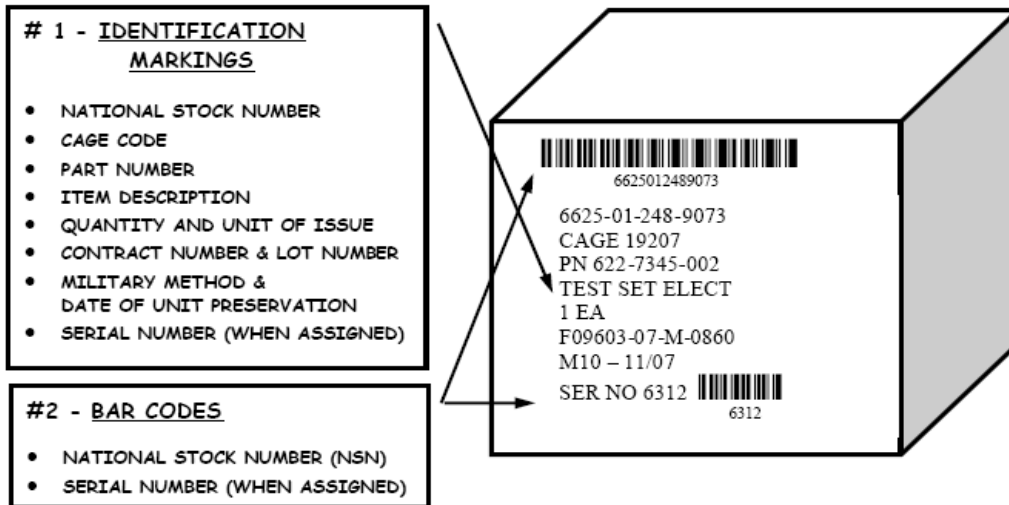 # 1 - IDENTIFICATION
MARKINGS
• NATIONAL STOCK NUMBER
• CAGE CODE
• PART NUMBER
• ITEM DESCRIPTION
• QUANTITY AND UNIT OF ISSUE
• CONTRACT NUMBER & LOT NUMBER
• MILITARY METHOD &
DATE OF UNIT PRESERVATION
• SERIAL NUMBER (WHEN ASSIGNED)
#2 - BAR CODES
• NATIONAL STOCK NUMBER (NSN)
• SERIAL NUMBER (WHEN ASSIGNED)
6625012489073
6625-01-248-9073
CAGE 19207
PN 622-7345-002
TEST SET ELECT
1 EA
F09603-07-M-0860
M10 – 11/07
SER NO 6312
6312